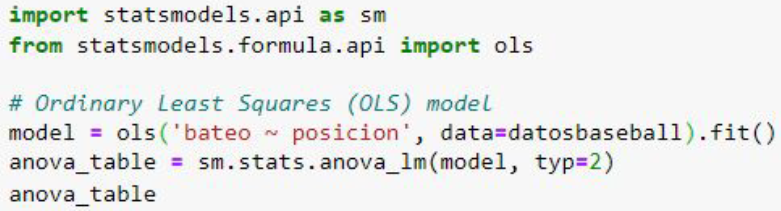 import statsmodels.api as sm
from statsmodels.formula.api import ols
# Ordinary Least Squares (OLS) model
model = ols('bateo ~ posicion', data=datosbaseball).fit()
anova_table = sm.stats.anova_lm(model, typ=2)
anova_table